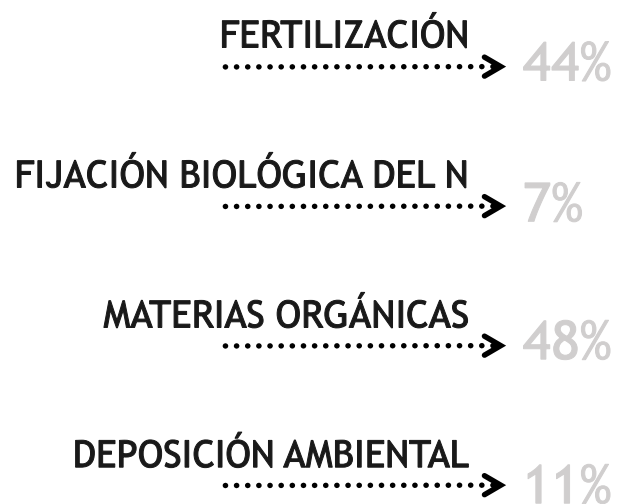 FERTILIZACIÓN
44%
FIJACIÓN BIOLÓGICA DEL N
7%
MATERIAS ORGÁNICAS
48%
DEPOSICIÓN AMBIENTAL
11%